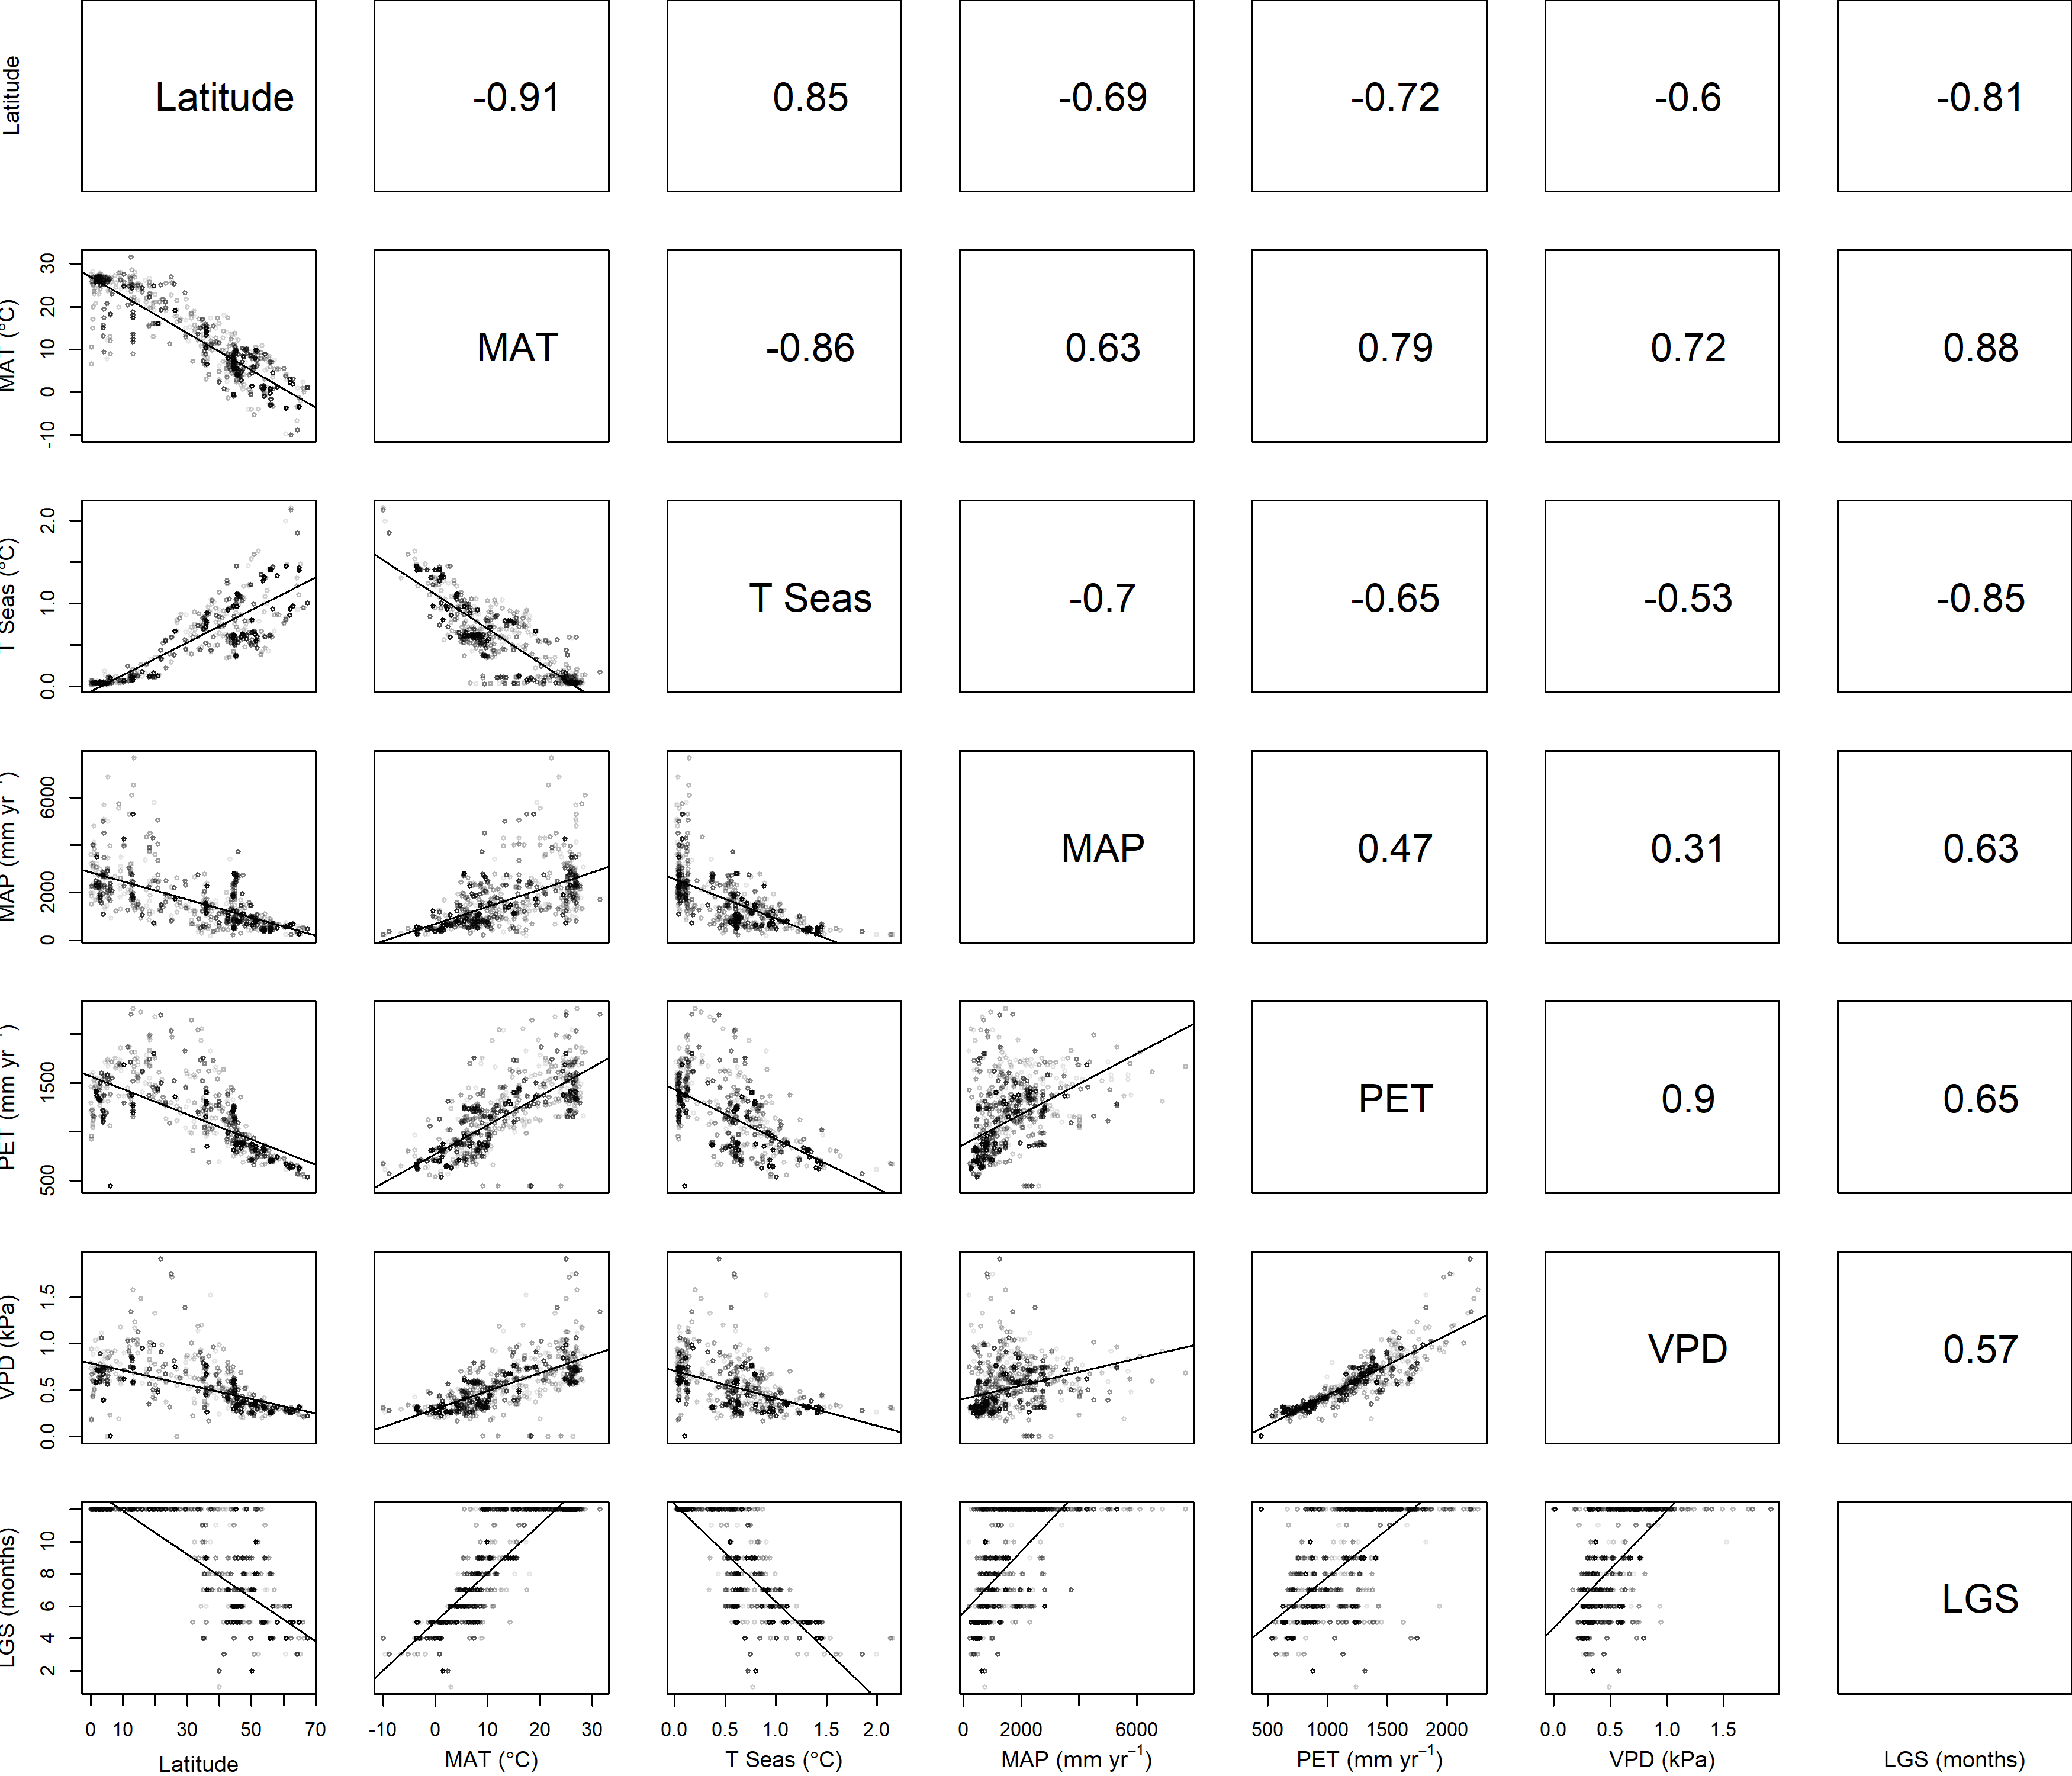 Latitude
Latitude -0.91 0.85 -0.69 -0.72 -0.6 -0.81
MAT (°C)
-10 0 10 20 30
MAT -0.86 0.63 0.79 0.72 0.88
T Seas (°C)
0.0 1.0 2.0
T Seas -0.7 -0.65 -0.53 -0.85
MAP (mm yr⁻¹)
0 2000 6000
MAP 0.47 0.31 0.63
PET (mm yr⁻¹)
500 1500
PET 0.9 0.65
VPD (kPa)
0.0 0.5 1.0 1.5
VPD 0.57
LGS (months)
2 4 6 8 10
LGS
0 10 30 50 70 -10 0 10 20 30 0.0 0.5 1.0 1.5 2.0 0 2000 6000 500 1000 1500 2000 0.0 0.5 1.0 1.5
Latitude MAT (°C) T Seas (°C) MAP (mm yr⁻¹) PET (mm yr⁻¹) VPD (kPa) LGS (months)